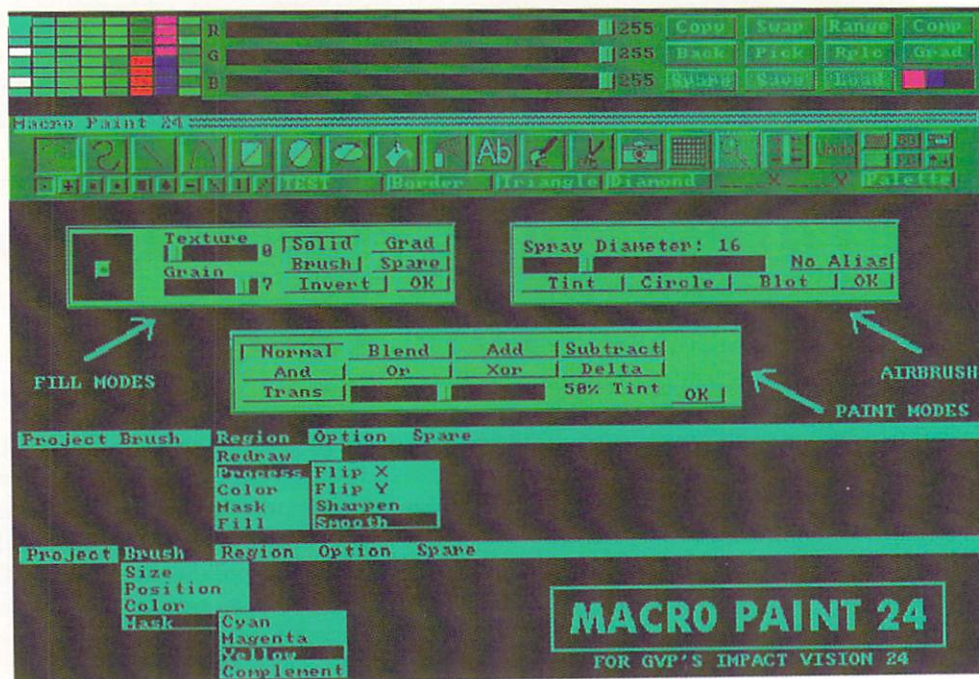 R 255 Copy Swap Range Comp
G 255 Back Pick Rplc Grad
B 255 Spare Save Load
Macro Paint 24
Ab Undo
TEST Border Triangle Diamond X Y Palette
Texture 0 Solid Grad
Brush Spare
Grain 7 Invert OK
Spray Diameter: 16
No Alias
Tint Circle Blot OK
FILL MODES
Normal Blend Add Subtract
And Or Xor Delta
Trans 50% Tint OK
AIRBRUSH
PAINT MODES
Project Brush Region Option Spare
Redraw
Process Flip X
Color Flip Y
Mask Sharpen
Fill Smooth
Project Brush Region Option Spare
Size
Position
Color
Mask Cyan
Magenta
Yellow
Complement
MACRO PAINT 24
FOR GVP'S IMPACT VISION 24